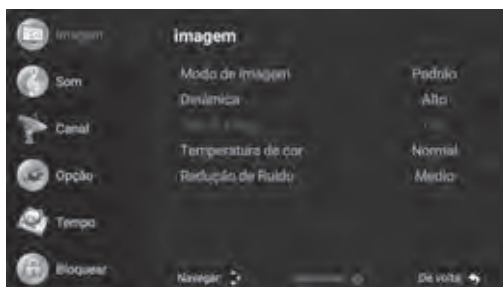 Imagem
Som
Canal
Opção
Tempo
Bloquear
imagem
Modo de Imagem Padrão
Dinâmica Alto
Temperatura de cor Normal
Redução de Ruído Medio
Navegar De volta